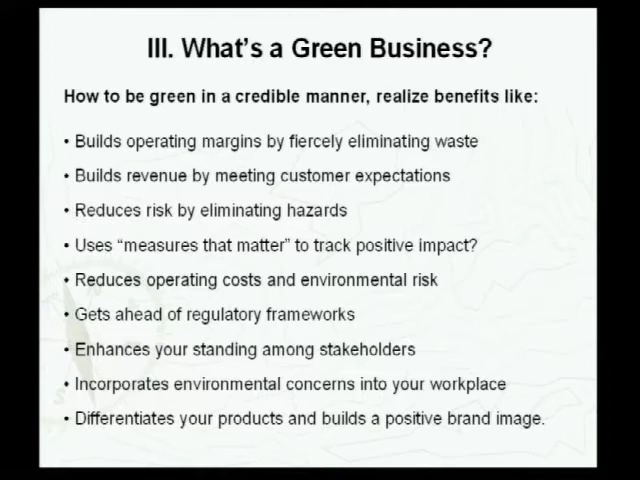 III. What's a Green Business?
How to be green in a credible manner, realize benefits like:
• Builds operating margins by fiercely eliminating waste
• Builds revenue by meeting customer expectations
• Reduces risk by eliminating hazards
• Uses “measures that matter” to track positive impact?
• Reduces operating costs and environmental risk
• Gets ahead of regulatory frameworks
• Enhances your standing among stakeholders
• Incorporates environmental concerns into your workplace
• Differentiates your products and builds a positive brand image.